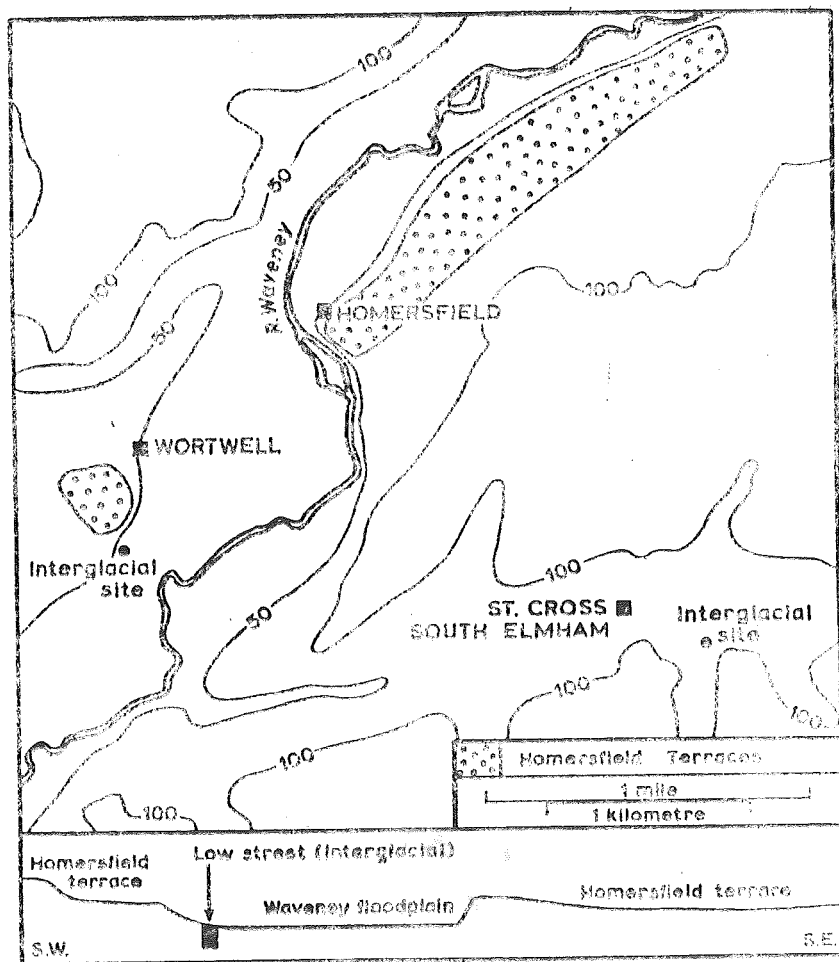 100
50
R. Waveney
100
50
100
HOMERSFIELD
WORTWELL
Interglacial
site
100
50
ST. CROSS
SOUTH ELMHAM
Interglacial
site
100
100
100
100
Homersfield Terraces
1 mile
1 kilometre
Homersfield
terrace
Low street (Interglacial)
Waveney floodplain
Homersfield terrace
S.W.
S.E.